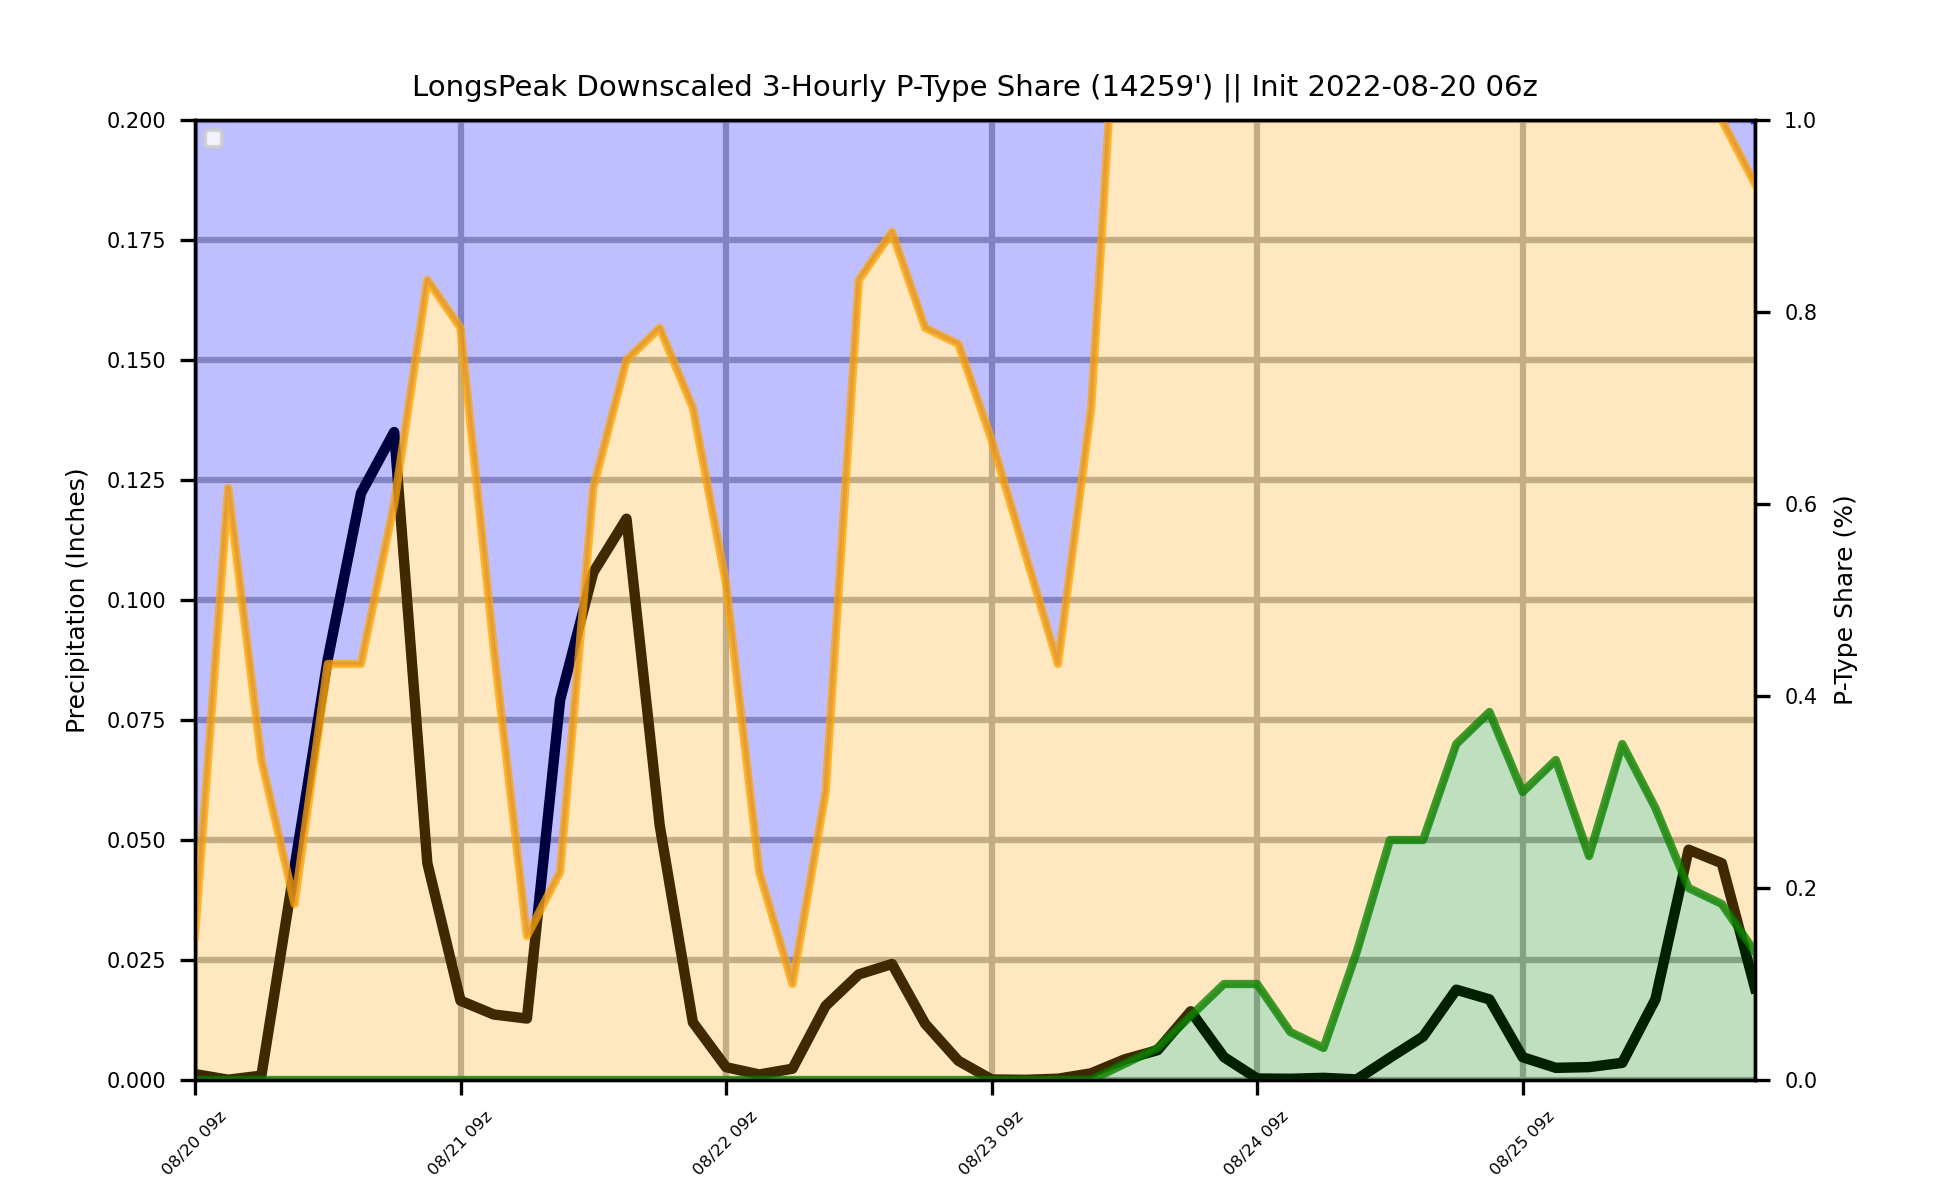 LongsPeak Downscaled 3-Hourly P-Type Share (14259') || Init 2022-08-20 06z
0.200
0.175
0.150
0.125
0.100
0.075
0.050
0.025
0.000
Precipitation (Inches)
1.0
0.8
0.6
0.4
0.2
0.0
P-Type Share (%)
08/20 09z
08/21 09z
08/22 09z
08/23 09z
08/24 09z
08/25 09z